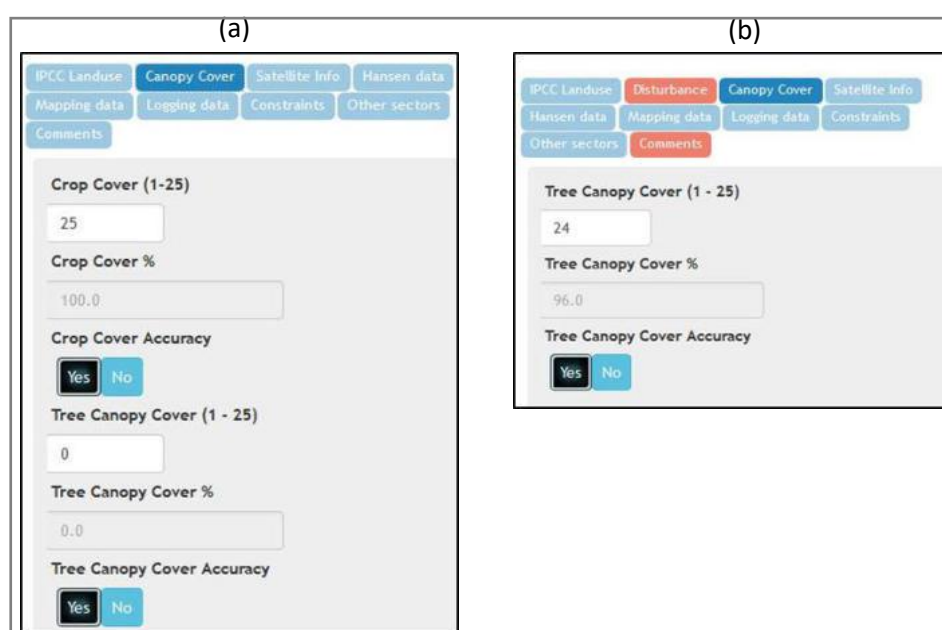 (a)
IPCC Landuse Canopy Cover Satellite Info Hansen data
Mapping data Logging data Constraints Other sectors
Comments
Crop Cover (1-25)
25
Crop Cover %
100.0
Crop Cover Accuracy
Yes No
Tree Canopy Cover (1 - 25)
0
Tree Canopy Cover %
0.0
Tree Canopy Cover Accuracy
Yes No
(b)
IPCC Landuse Disturbance Canopy Cover Satellite Info
Hansen data Mapping data Logging data Constraints
Other sectors Comments
Tree Canopy Cover (1 - 25)
24
Tree Canopy Cover %
96.0
Tree Canopy Cover Accuracy
Yes No